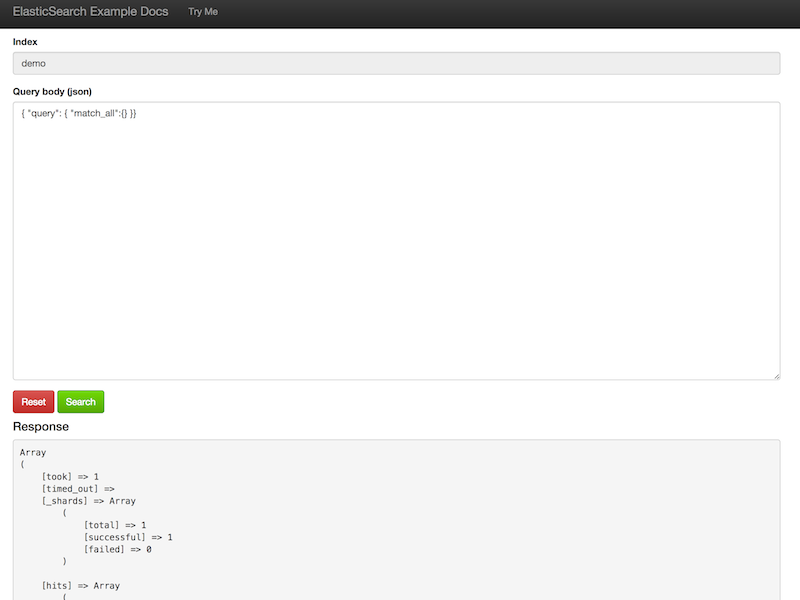 ElasticSearch Example Docs Try Me
Index
demo
Query body (json)
{ "query": { "match_all":{} }}
Reset Search
Response
Array
(
    [took] => 1
    [timed_out] =>
    [_shards] => Array
        (
            [total] => 1
            [successful] => 1
            [failed] => 0
        )

    [hits] => Array
        (